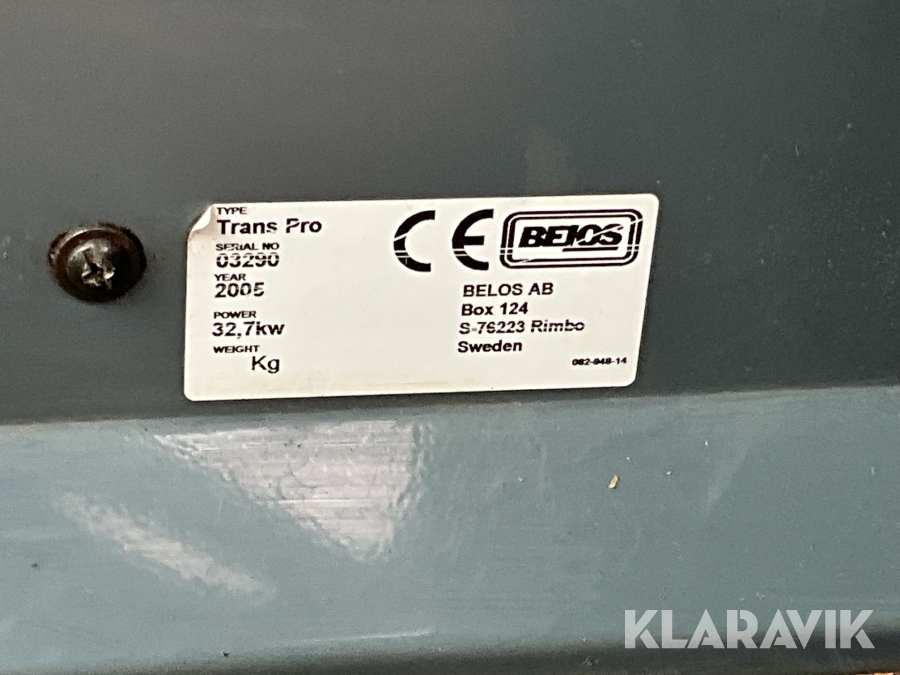 TYPE
Trans Pro
SERIAL NO
03290
YEAR
2005
POWER
32,7kw
WEIGHT
Kg
CE
BELOS
BELOS AB
Box 124
S-76223 Rimbo
Sweden
082-948-14
KLARAVIK